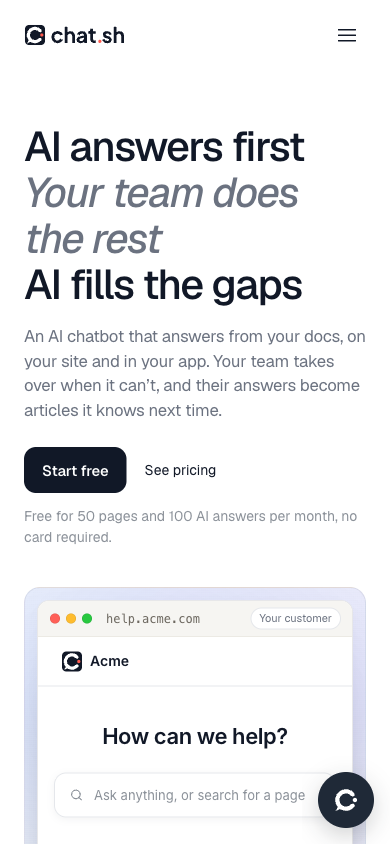 chat.sh
AI answers first
Your team does
the rest
AI fills the gaps
An AI chatbot that answers from your docs, on
your site and in your app. Your team takes
over when it can’t, and their answers become
articles it knows next time.
Start free
See pricing
Free for 50 pages and 100 AI answers per month, no
card required.
help.acme.com
Your customer
Acme
How can we help?
Ask anything, or search for a page